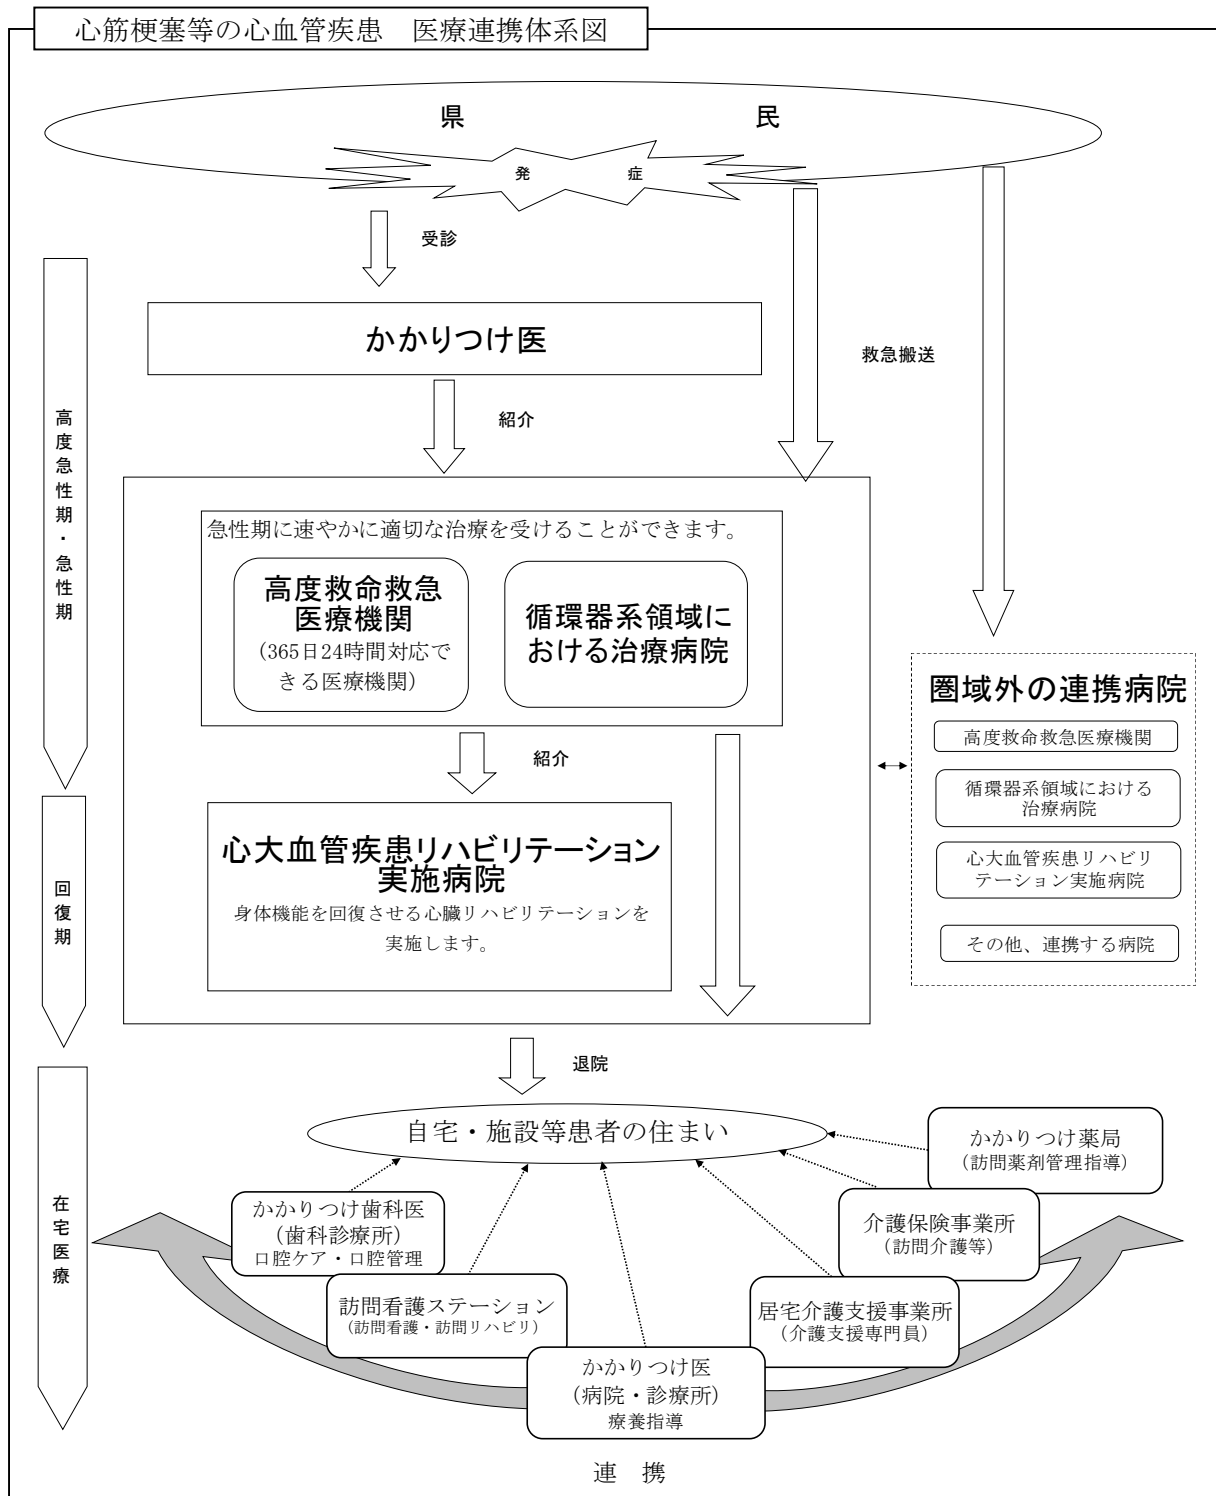 心筋梗塞等の心血管疾患　医療連携体系図
県　民
発　症
受診
かかりつけ医
救急搬送
紹介
高度急性期・急性期
急性期に速やかに適切な治療を受けることができます。
高度救命救急
医療機関
（365日24時間対応で
きる医療機関）
循環器系領域に
おける治療病院
圏域外の連携病院
高度救命救急医療機関
循環器系領域における
治療病院
心大血管疾患リハビリ
テーション実施病院
その他、連携する病院
紹介
回復期
心大血管疾患リハビリテーション
実施病院
身体機能を回復させる心臓リハビリテーションを
実施します。
退院
在宅医療
自宅・施設等患者の住まい
かかりつけ薬局
（訪問薬剤管理指導）
かかりつけ歯科医
（歯科診療所）
口腔ケア・口腔管理
介護保険事業所
（訪問介護等）
訪問看護ステーション
（訪問看護・訪問リハビリ）
居宅介護支援事業所
（介護支援専門員）
かかりつけ医
（病院・診療所）
療養指導
連　携